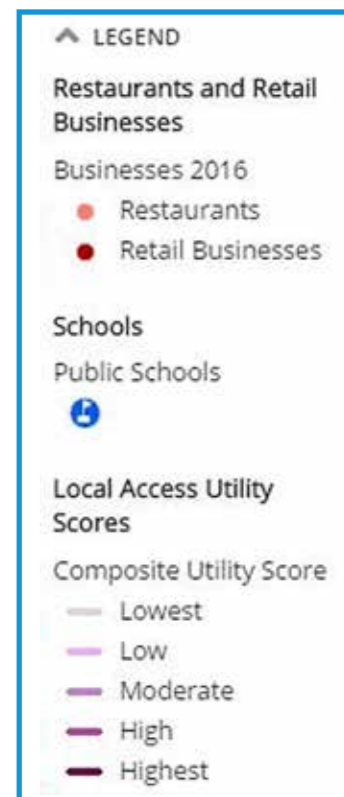 LEGEND
Restaurants and Retail
Businesses
Businesses 2016
Restaurants
Retail Businesses
Schools
Public Schools
Local Access Utility
Scores
Composite Utility Score
Lowest
Low
Moderate
High
Highest